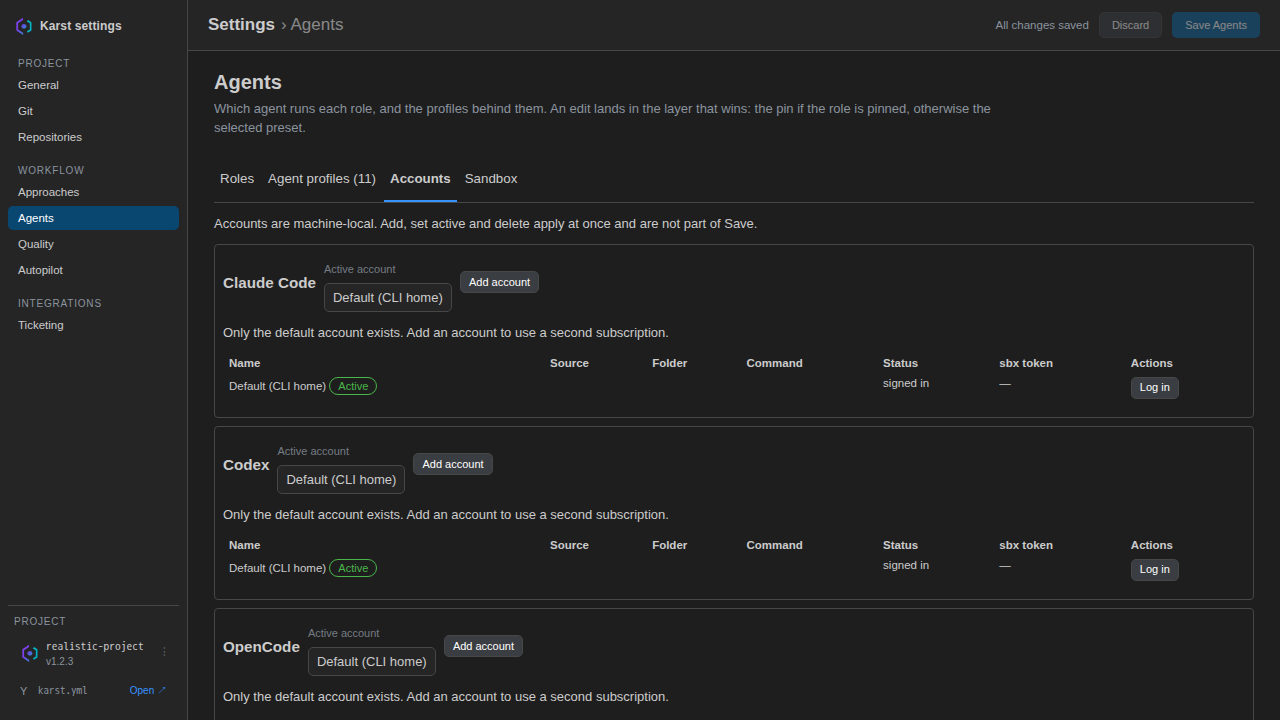 Karst settings
PROJECT
General
Git
Repositories
WORKFLOW
Approaches
Agents
Quality
Autopilot
INTEGRATIONS
Ticketing
PROJECT
realistic-project
v1.2.3
Y karst.yml Open ↗
Settings › Agents
All changes saved Discard Save Agents
Agents
Which agent runs each role, and the profiles behind them. An edit lands in the layer that wins: the pin if the role is pinned, otherwise the
selected preset.
Roles Agent profiles (11) Accounts Sandbox
Accounts are machine-local. Add, set active and delete apply at once and are not part of Save.
Claude Code Active account Default (CLI home) Add account
Only the default account exists. Add an account to use a second subscription.
Name Source Folder Command Status sbx token Actions
Default (CLI home) Active signed in — Log in
Codex Active account Default (CLI home) Add account
Only the default account exists. Add an account to use a second subscription.
Name Source Folder Command Status sbx token Actions
Default (CLI home) Active signed in — Log in
OpenCode Active account Default (CLI home) Add account
Only the default account exists. Add an account to use a second subscription.